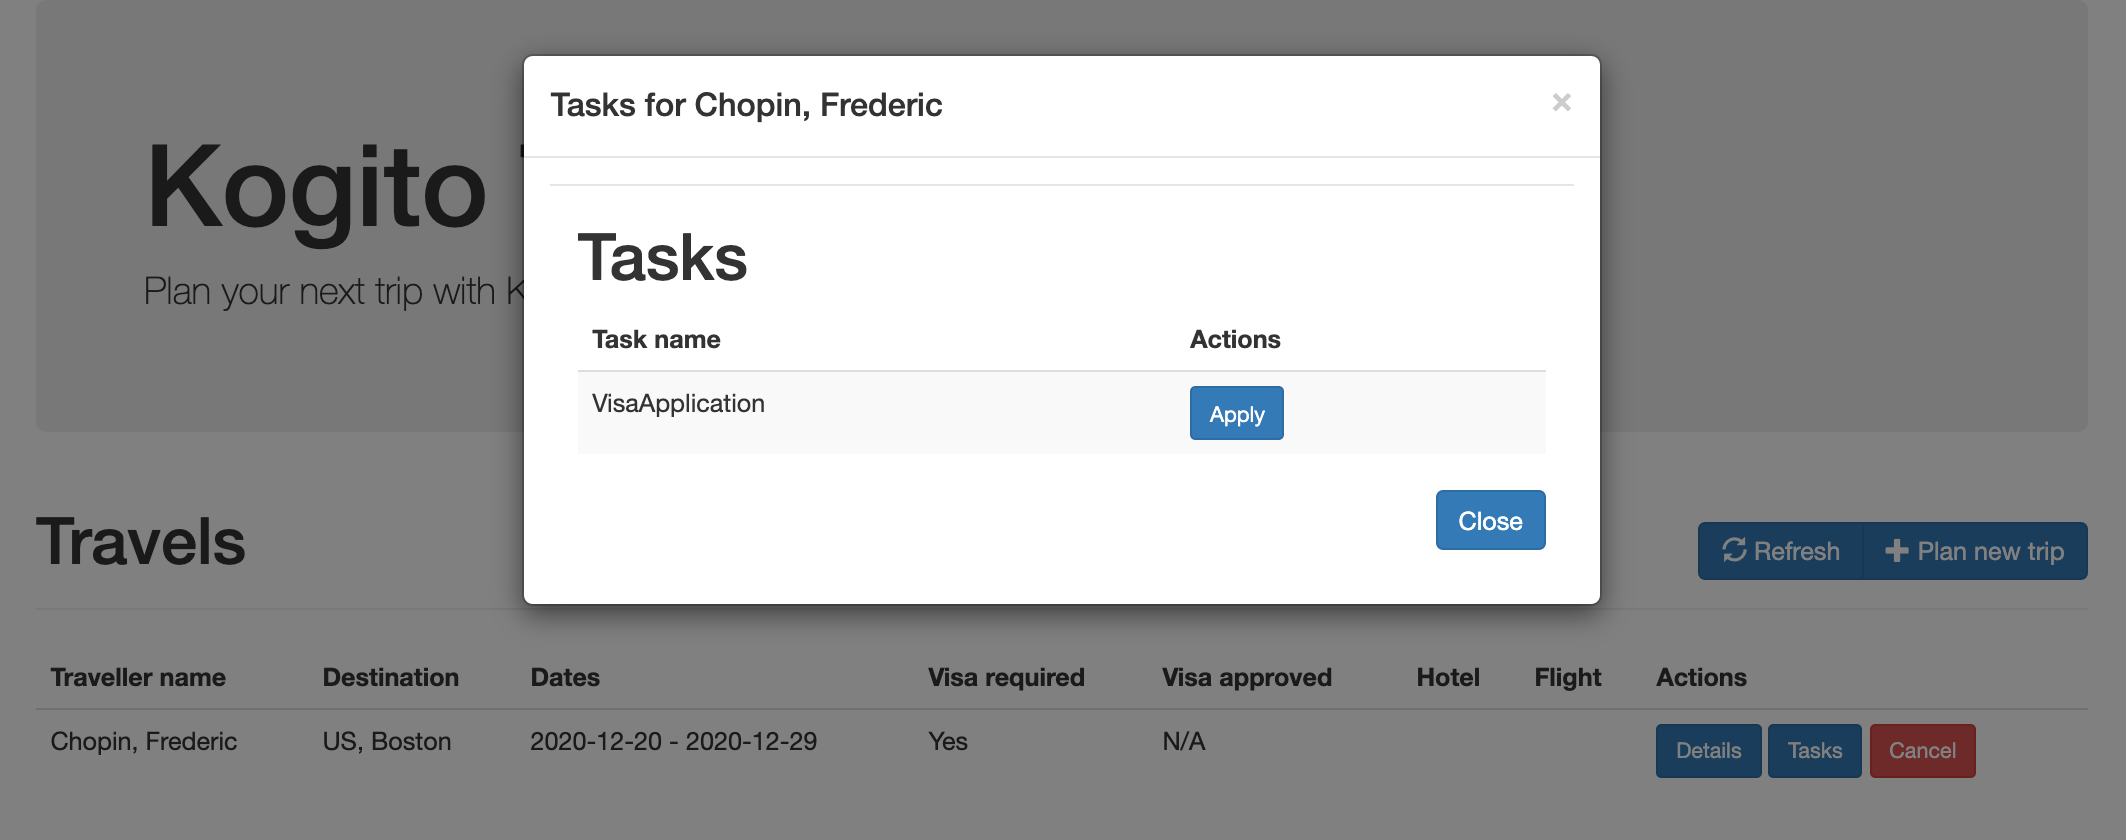 Tasks for Chopin, Frederic ×
Kogito
Plan your next trip with K
Tasks
Task name Actions
VisaApplication Apply
Close
Travels
Refresh Plan new trip
Traveller name Destination Dates Visa required Visa approved Hotel Flight Actions
Chopin, Frederic US, Boston 2020-12-20 - 2020-12-29 Yes N/A Details Tasks Cancel